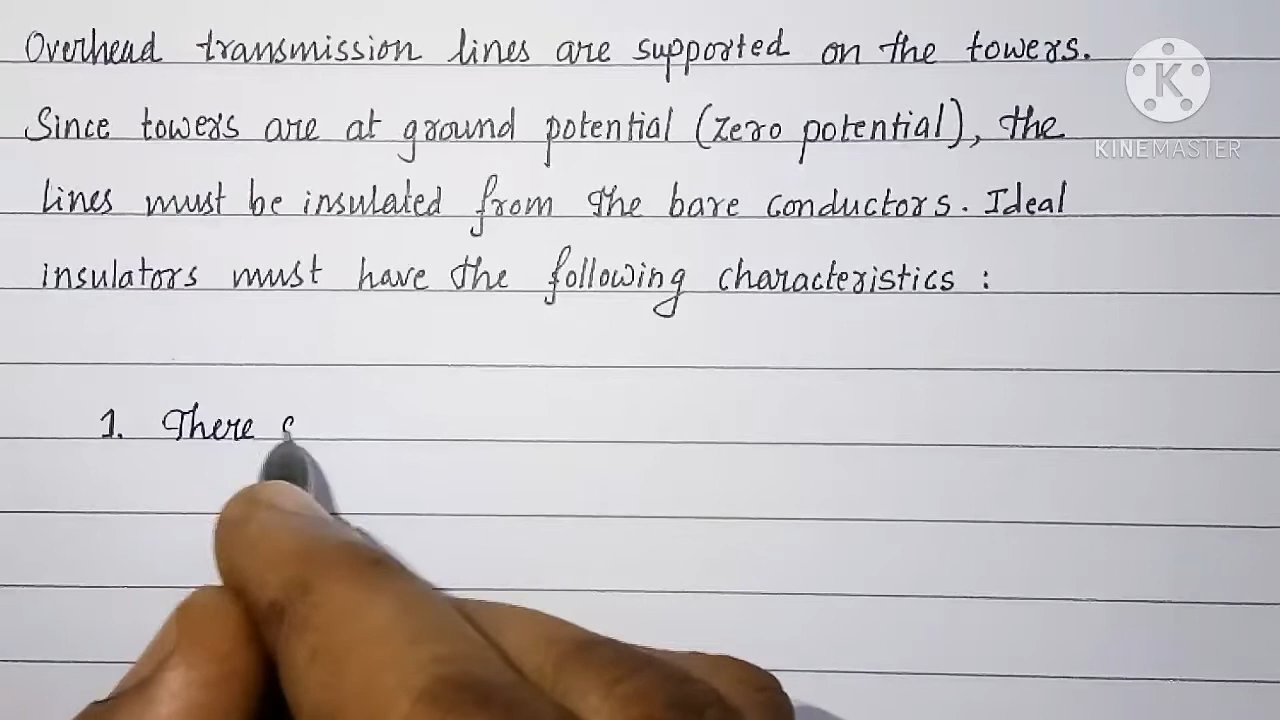 Overhead transmission lines are supported on the towers.
Since towers are at ground potential (zero potential), the
lines must be insulated from the bare conductors. Ideal
insulators must have the following characteristics :
1. There
K
KINEMASTER